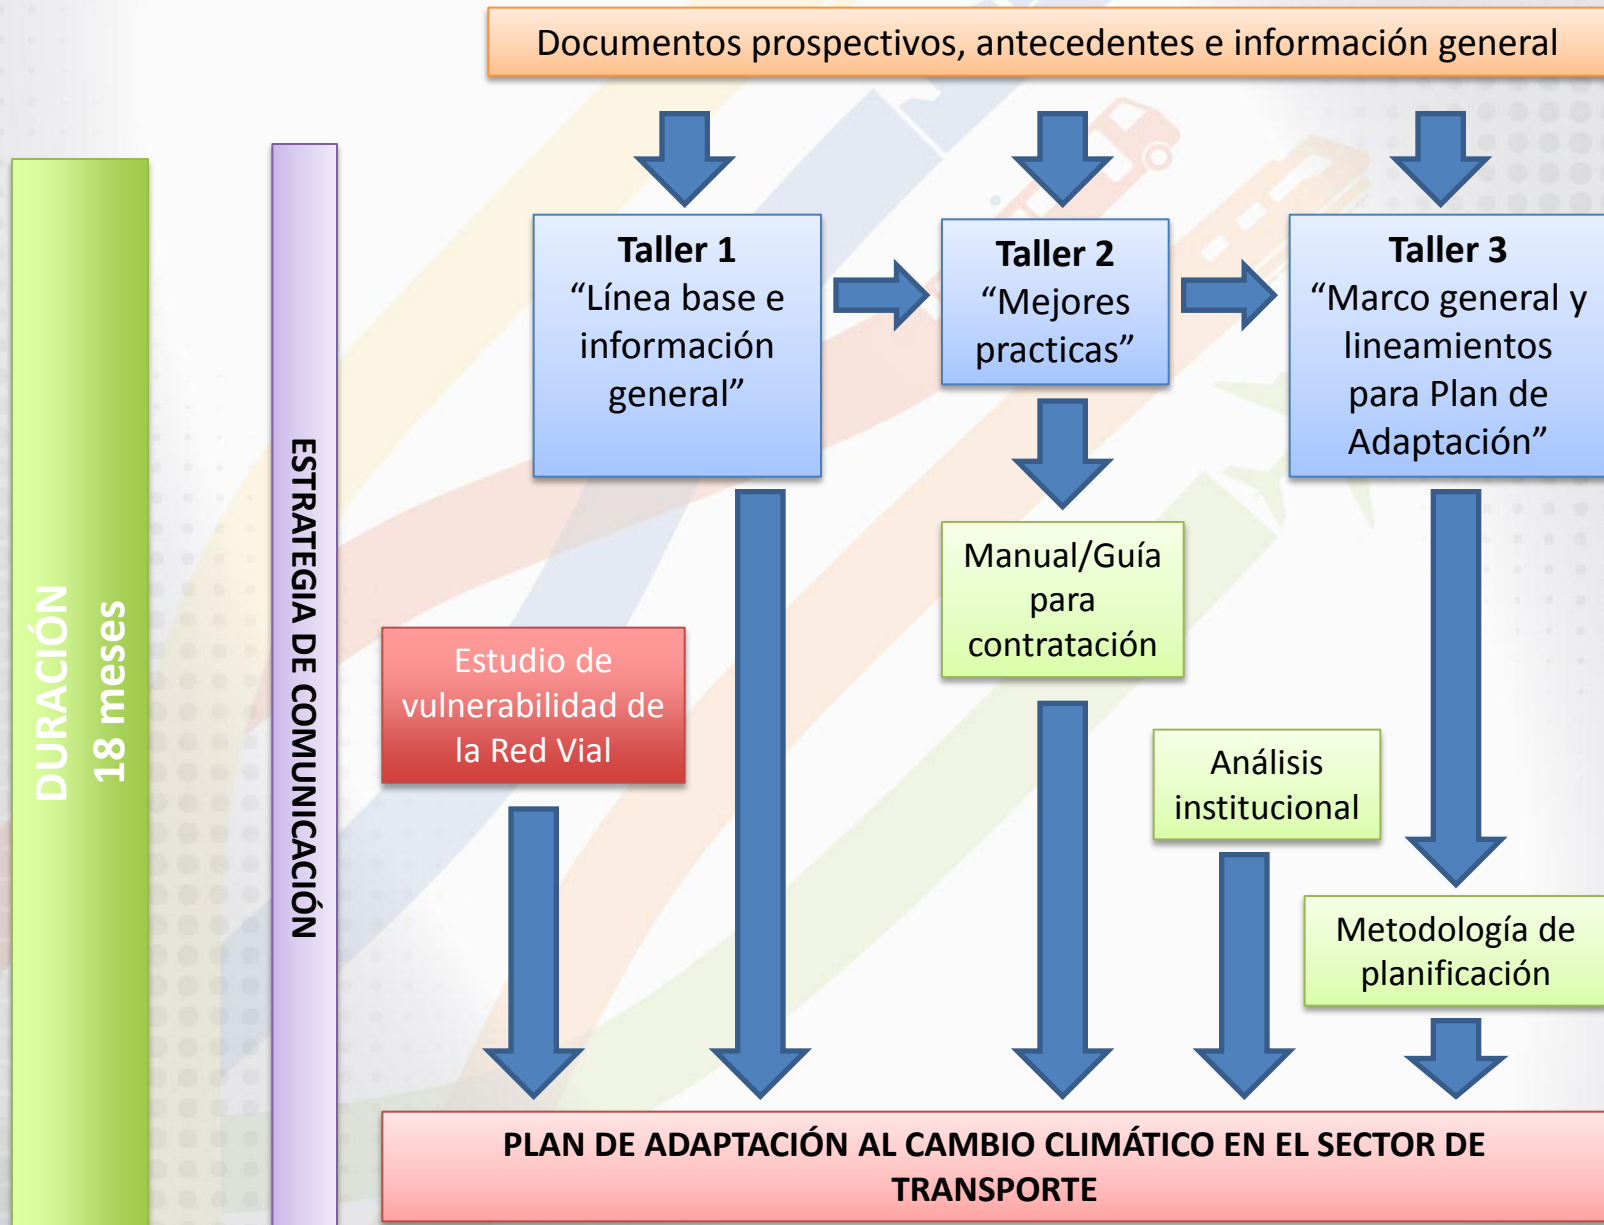 Documentos prospectivos, antecedentes e información general
DURACIÓN
18 meses
ESTRATEGIA DE COMUNICACIÓN
Taller 1
“Línea base e
información
general”
Taller 2
“Mejores
practicas”
Taller 3
“Marco general y
lineamientos
para Plan de
Adaptación”
Manual/Guía
para
contratación
Estudio de
vulnerabilidad de
la Red Vial
Análisis
institucional
Metodología de
planificación
PLAN DE ADAPTACIÓN AL CAMBIO CLIMÁTICO EN EL SECTOR DE
TRANSPORTE